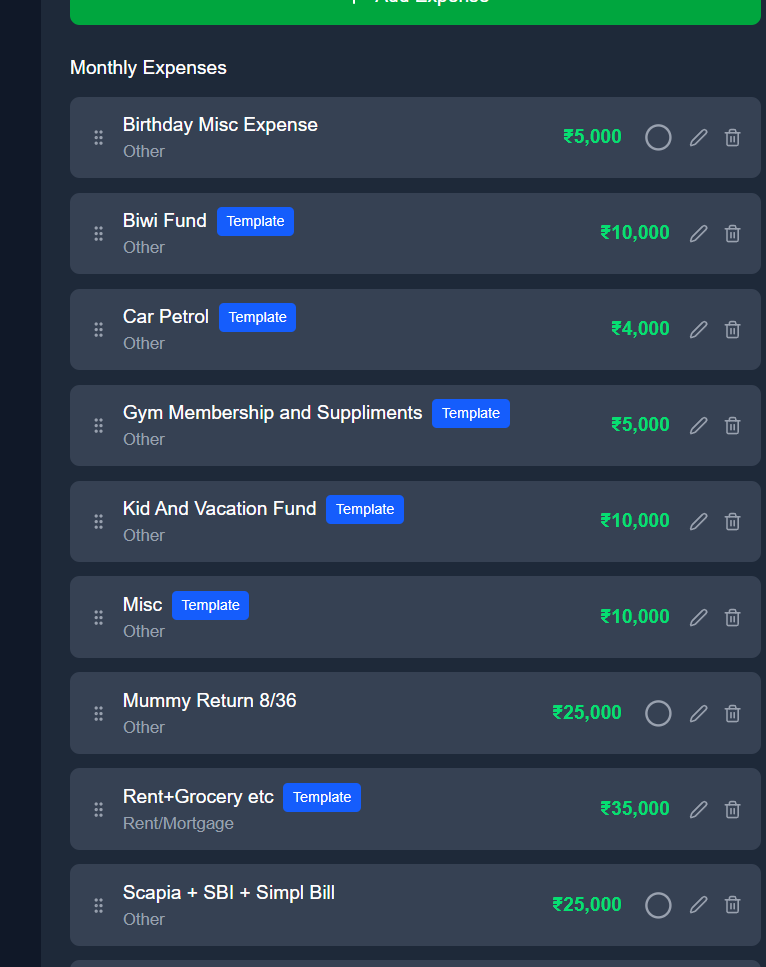 Add Expense
Monthly Expenses
Birthday Misc Expense
Other
₹5,000
Biwi Fund Template
Other
₹10,000
Car Petrol Template
Other
₹4,000
Gym Membership and Suppliments Template
Other
₹5,000
Kid And Vacation Fund Template
Other
₹10,000
Misc Template
Other
₹10,000
Mummy Return 8/36
Other
₹25,000
Rent+Grocery etc Template
Rent/Mortgage
₹35,000
Scapia + SBI + Simpl Bill
Other
₹25,000